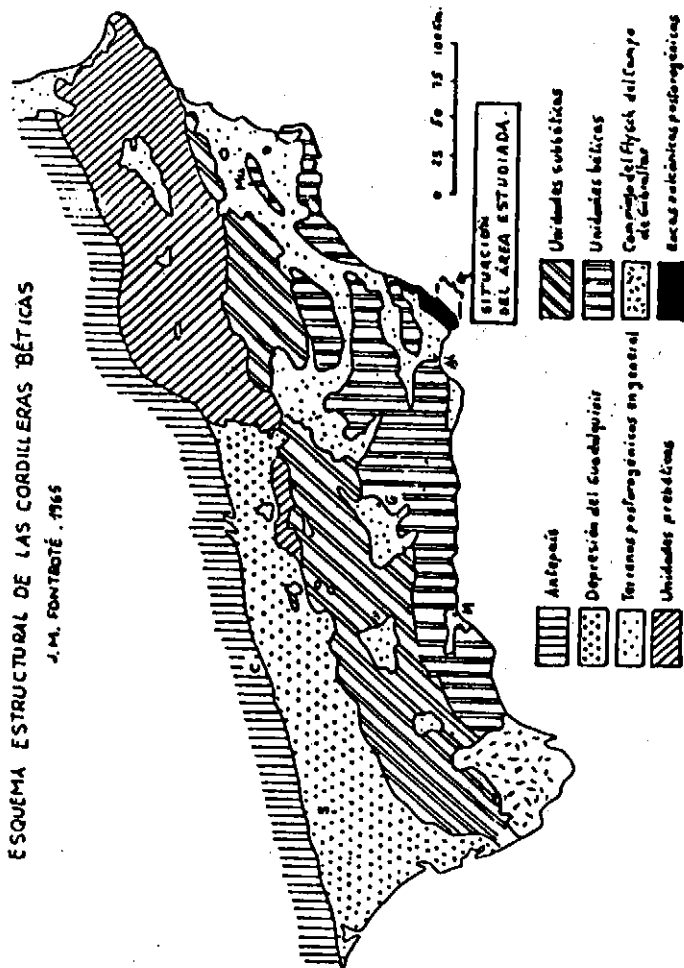 ESQUEMA ESTRUCTURAL DE LAS CORDILLERAS BÉTICAS
J.M. FONTBOTÉ, 1965
C
S
G
M
Al
Mu
0 25 50 75 100 Km.
SITUACIÓN
DEL ÁREA ESTUDIADA.
Antepaís
Depresión del Guadalquivir
Terrenos postorogénicos en general
Unidades prebéticas
Unidades subbéticas
Unidades béticas
del Flysch del Campo
de Gibraltar
Rocas volcánicas postorogénicas